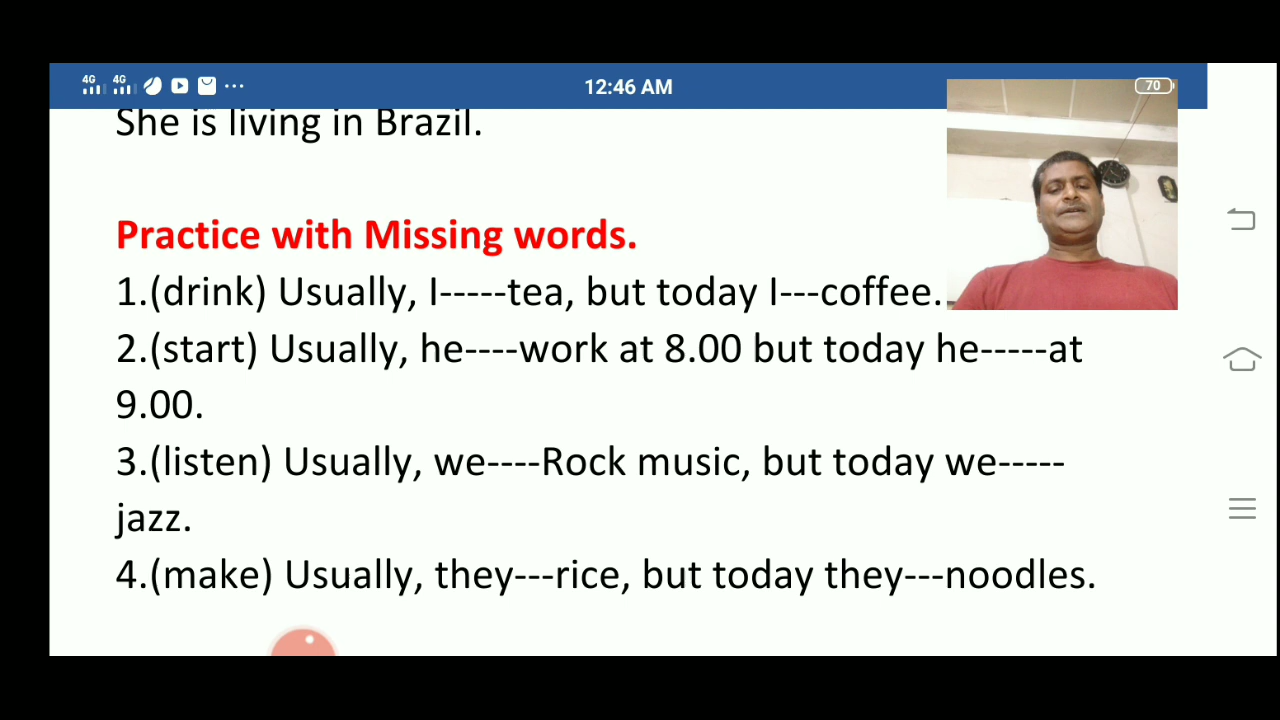 4G 4G 12:46 AM 70
She is living in Brazil.
Practice with Missing words.
1.(drink) Usually, I-----tea, but today I---coffee.
2.(start) Usually, he----work at 8.00 but today he-----at
9.00.
3.(listen) Usually, we----Rock music, but today we-----
jazz.
4.(make) Usually, they---rice, but today they---noodles.